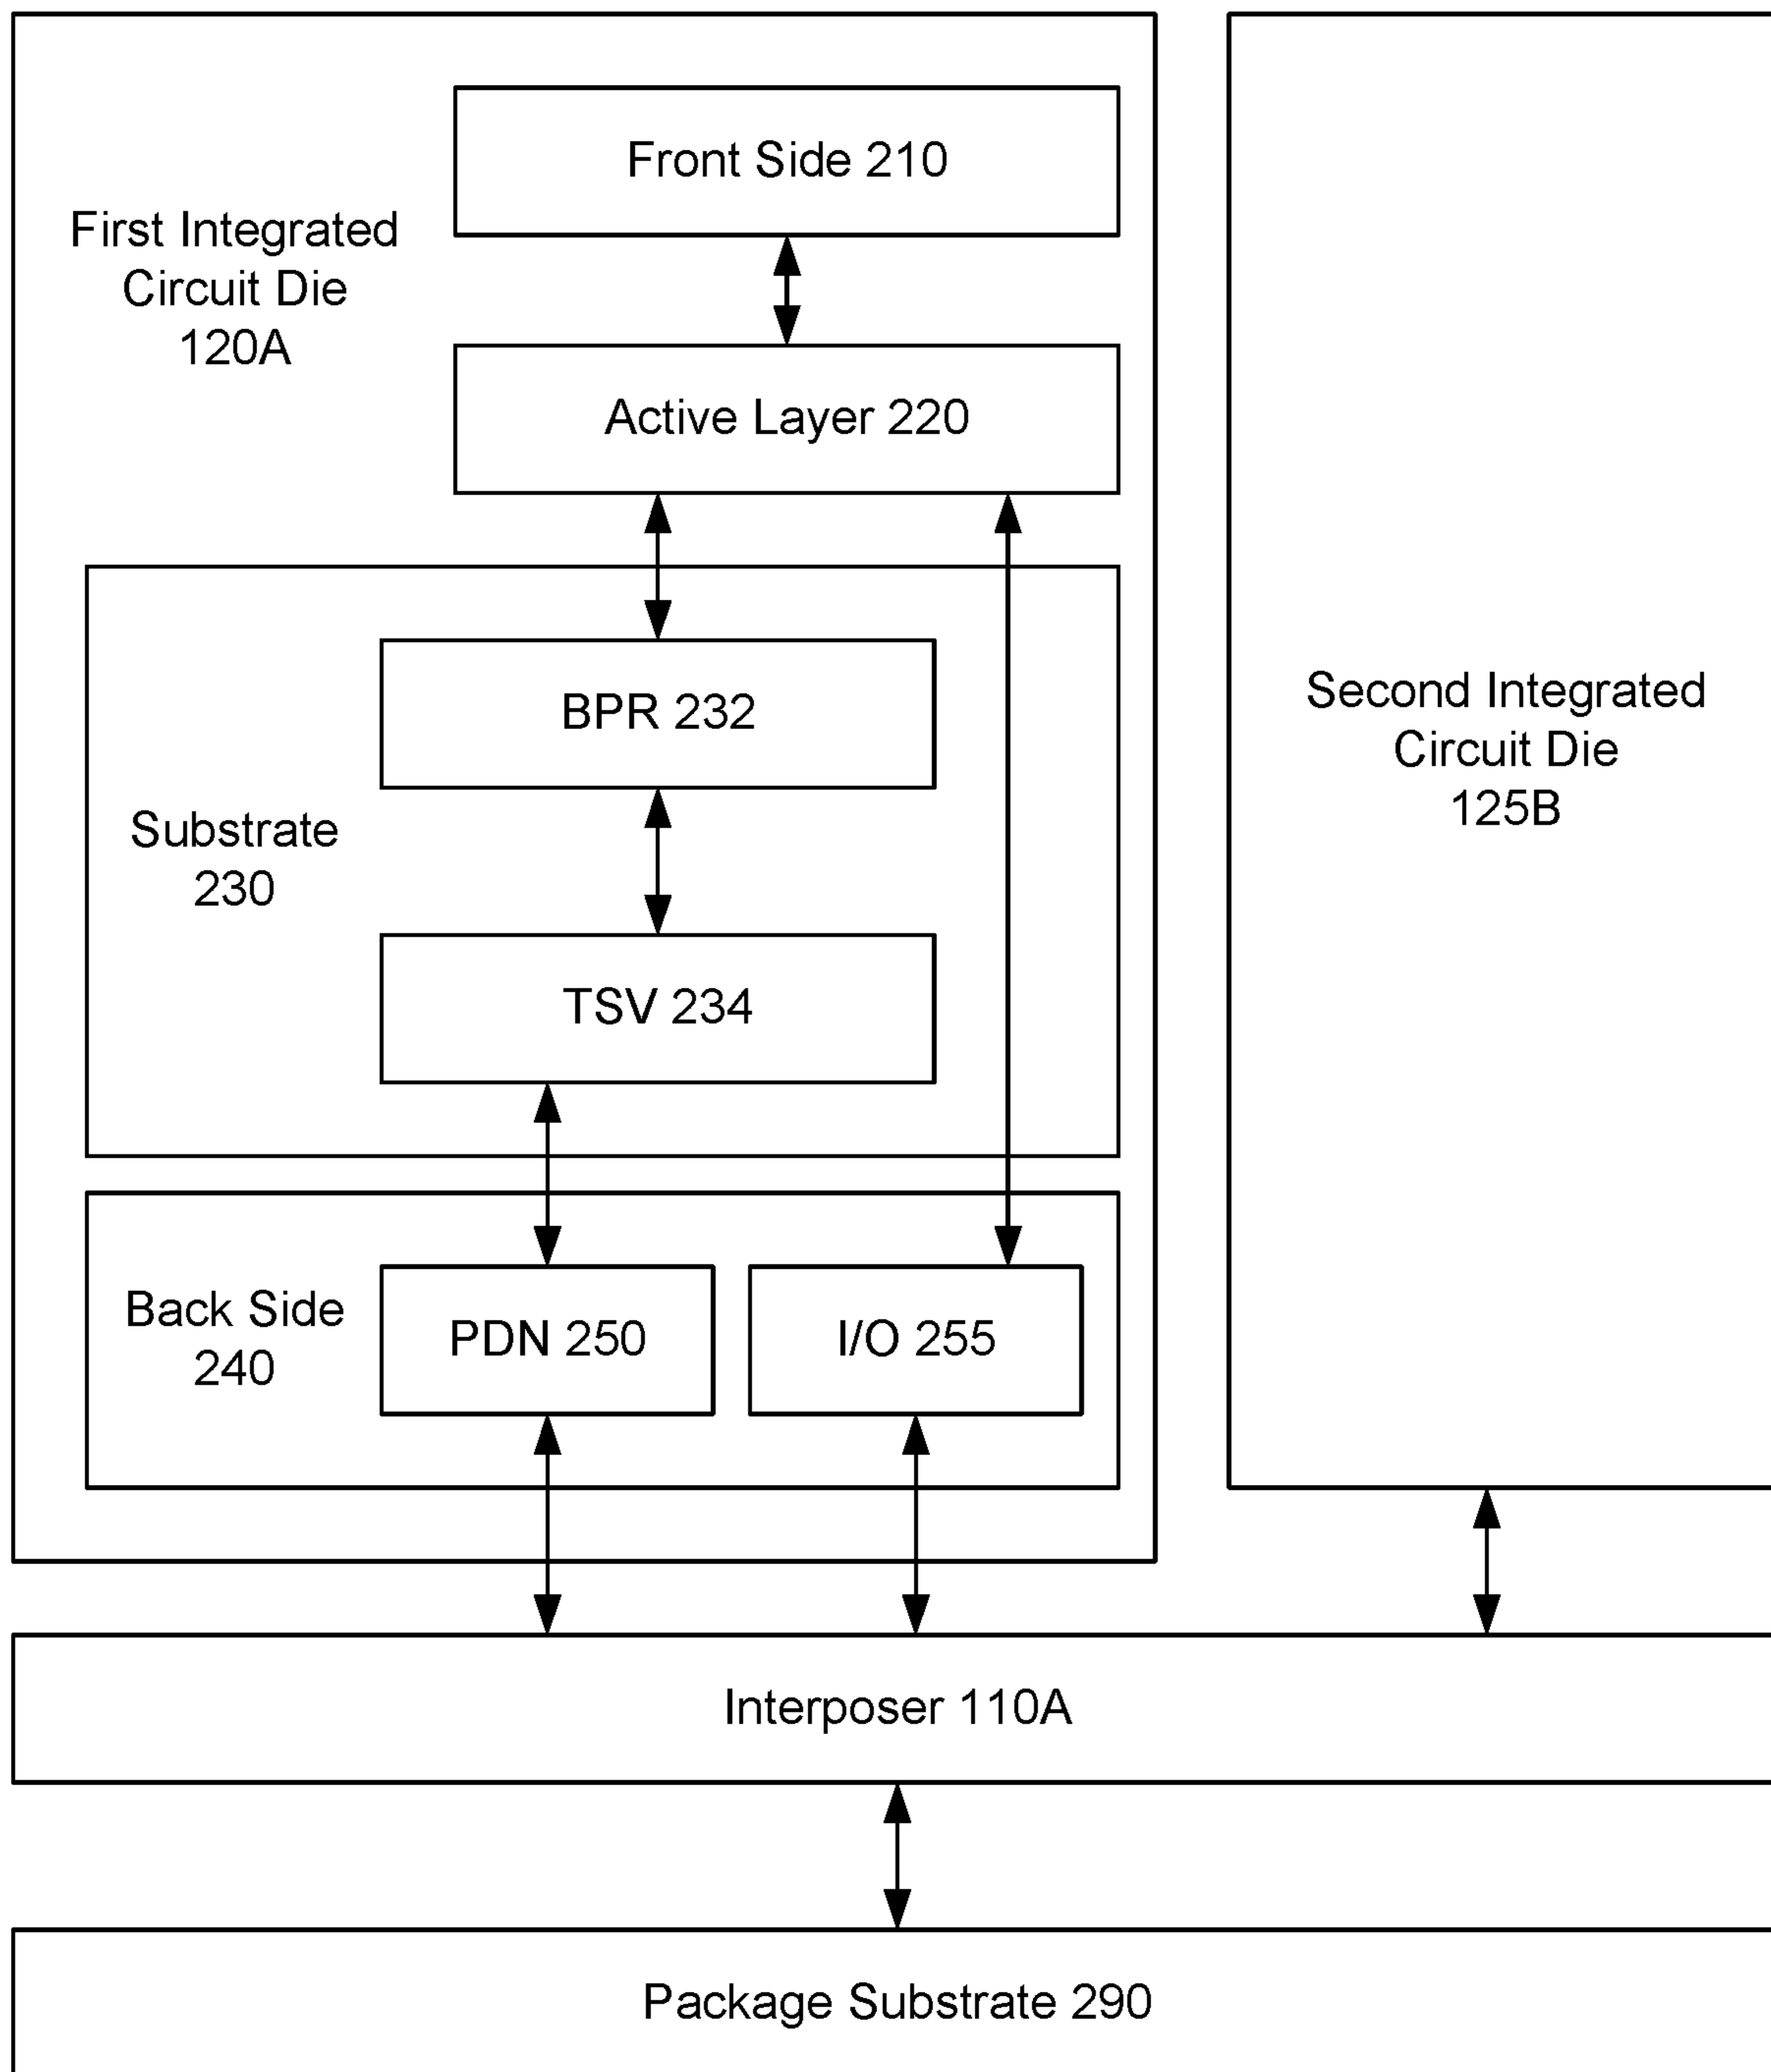 Front Side 210
First Integrated
Circuit Die
120A
Active Layer 220
BPR 232
Substrate
230
TSV 234
Back Side
240
PDN 250
I/O 255
Second Integrated
Circuit Die
125B
Interposer 110A
Package Substrate 290